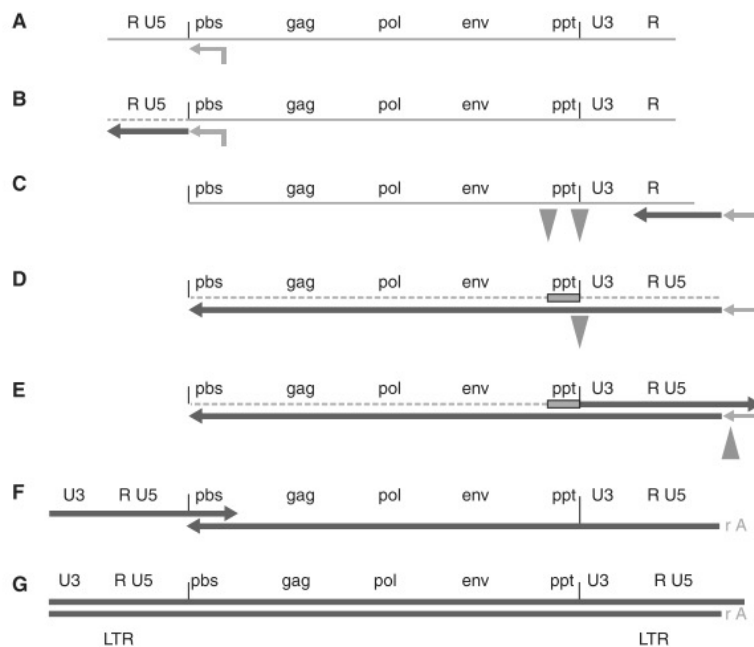 A R U5 pbs gag pol env ppt U3 R
B R U5 pbs gag pol env ppt U3 R
C pbs gag pol env ppt U3 R
D pbs gag pol env ppt U3 R U5
E pbs gag pol env ppt U3 R U5
F U3 R U5 pbs gag pol env ppt U3 R U5
r A
G U3 R U5 pbs gag pol env ppt U3 R U5
rA
LTR LTR